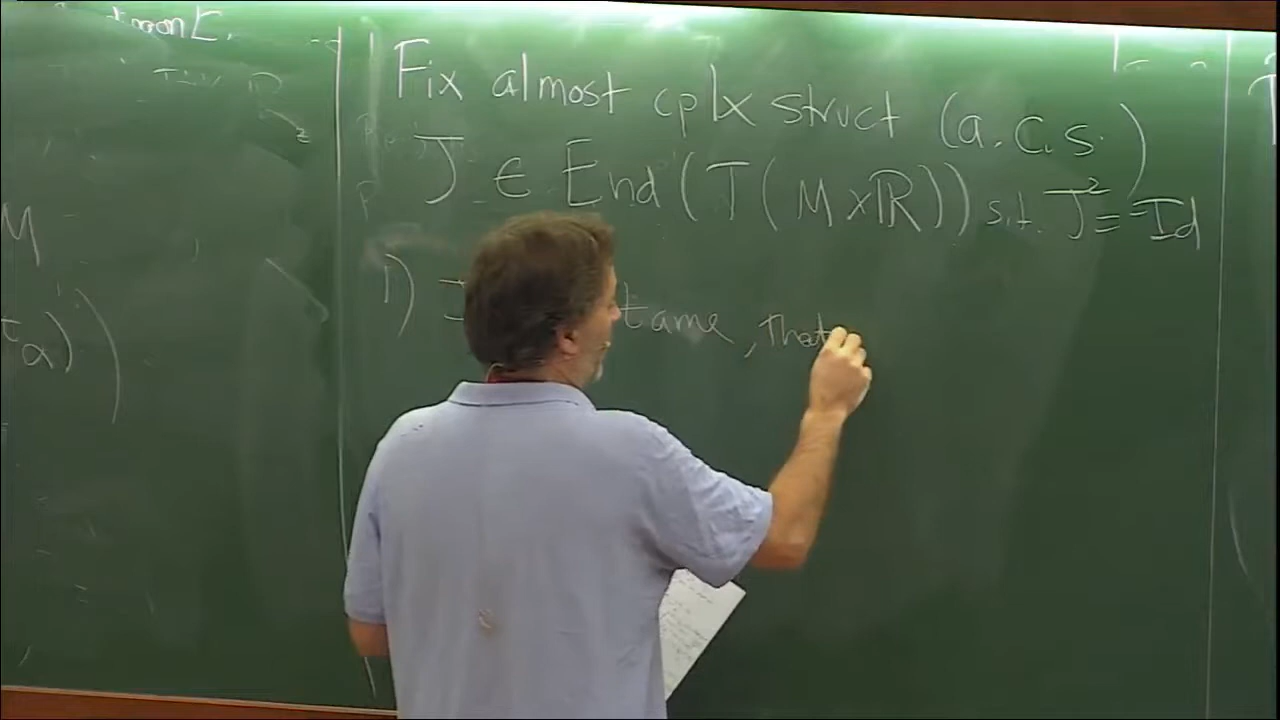 M
Fix almost cplx struct (a.c.s.)
J ∈ End(T(M×ℝ)) s.t. J² = -Id
1) tame, that